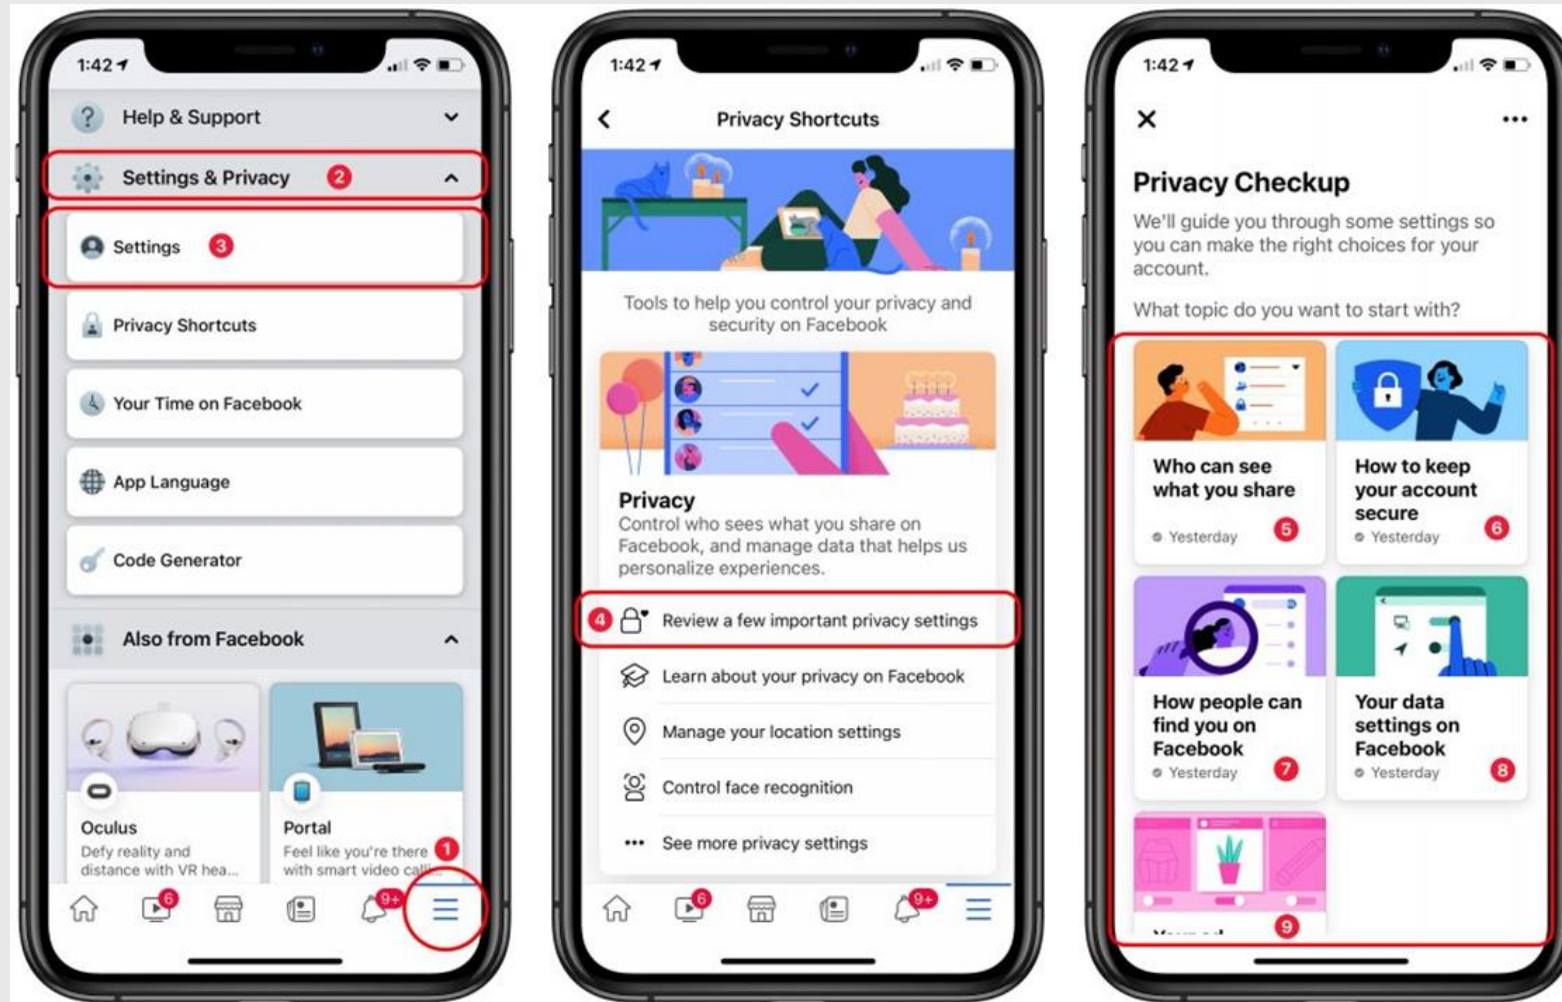 1:42
Help & Support
Settings & Privacy 2
Settings 3
Privacy Shortcuts
Your Time on Facebook
App Language
Code Generator
Also from Facebook
Oculus
Defy reality and
distance with VR hea...
Portal
Feel like you're there 1
with smart video calli...
6
9+
1:42
Privacy Shortcuts
Tools to help you control your privacy and
security on Facebook
Privacy
Control who sees what you share on
Facebook, and manage data that helps us
personalize experiences.
4 Review a few important privacy settings
Learn about your privacy on Facebook
Manage your location settings
Control face recognition
See more privacy settings
6
9+
1:42
Privacy Checkup
We'll guide you through some settings so
you can make the right choices for your
account.
What topic do you want to start with?
Who can see
what you share
Yesterday 5
How to keep
your account
secure
Yesterday 6
How people can
find you on
Facebook
Yesterday 7
Your data
settings on
Facebook
Yesterday 8
9